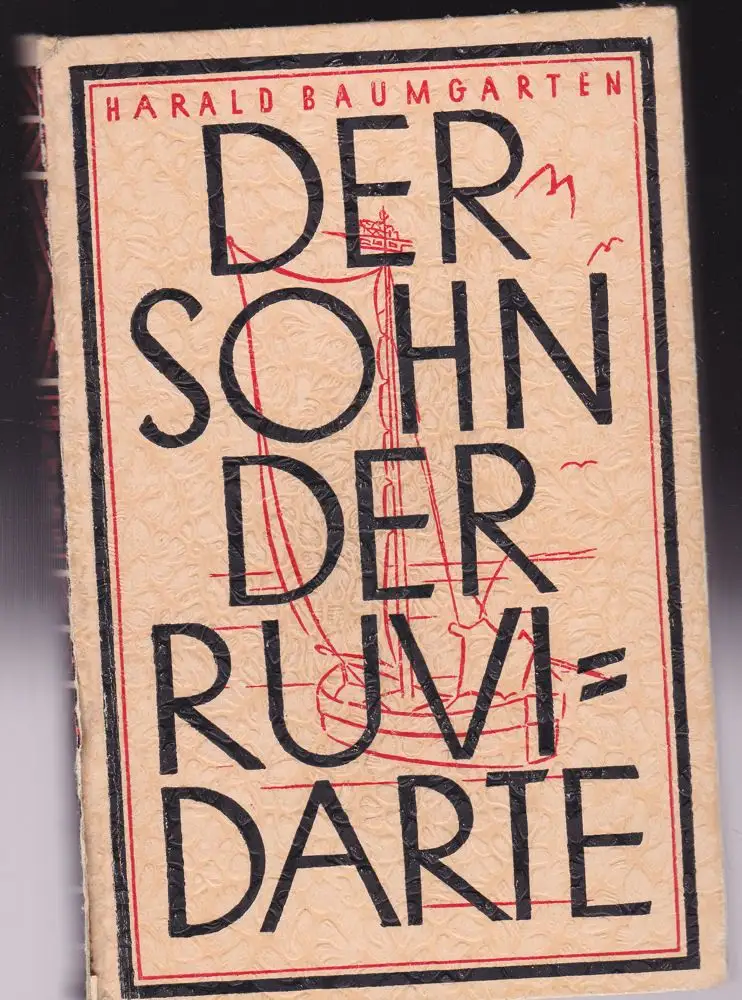 HARALD BAUMGARTEN
DER
SOHN
DER
RUVI=
DARTE